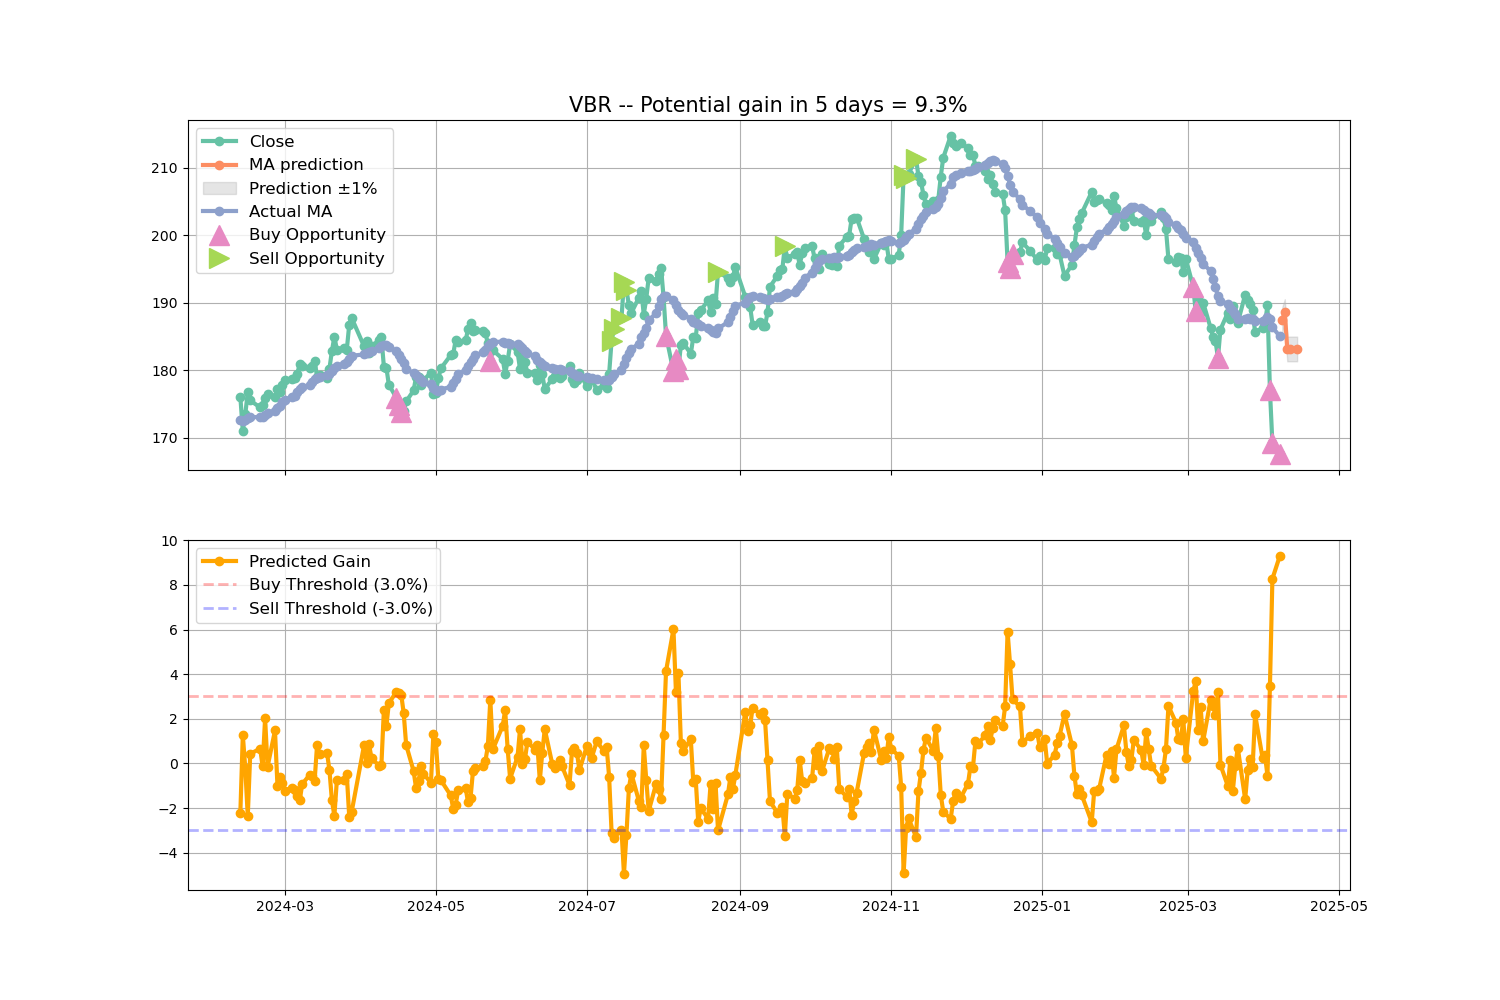 VBR -- Potential gain in 5 days = 9.3%
Close
MA prediction
Prediction ±1%
Actual MA
Buy Opportunity
Sell Opportunity
210
200
190
180
170
Predicted Gain
Buy Threshold (3.0%)
Sell Threshold (-3.0%)
10
8
6
4
2
0
−2
−4
2024-03
2024-05
2024-07
2024-09
2024-11
2025-01
2025-03
2025-05